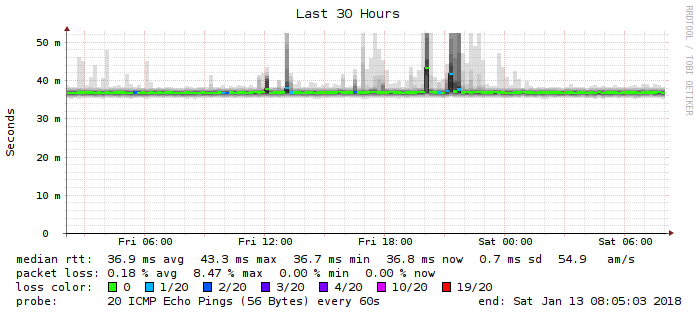 Last 30 Hours
RRDTOOL / TOBI OETIKER
Seconds
50 m
40 m
30 m
20 m
10 m
0
Fri 06:00 Fri 12:00 Fri 18:00 Sat 00:00 Sat 06:00
median rtt: 36.9 ms avg 43.3 ms max 36.7 ms min 36.8 ms now 0.7 ms sd 54.9 am/s
packet loss: 0.18 % avg 8.47 % max 0.00 % min 0.00 % now
loss color: 0 1/20 2/20 3/20 4/20 10/20 19/20
probe: 20 ICMP Echo Pings (56 Bytes) every 60s end: Sat Jan 13 08:05:03 2018